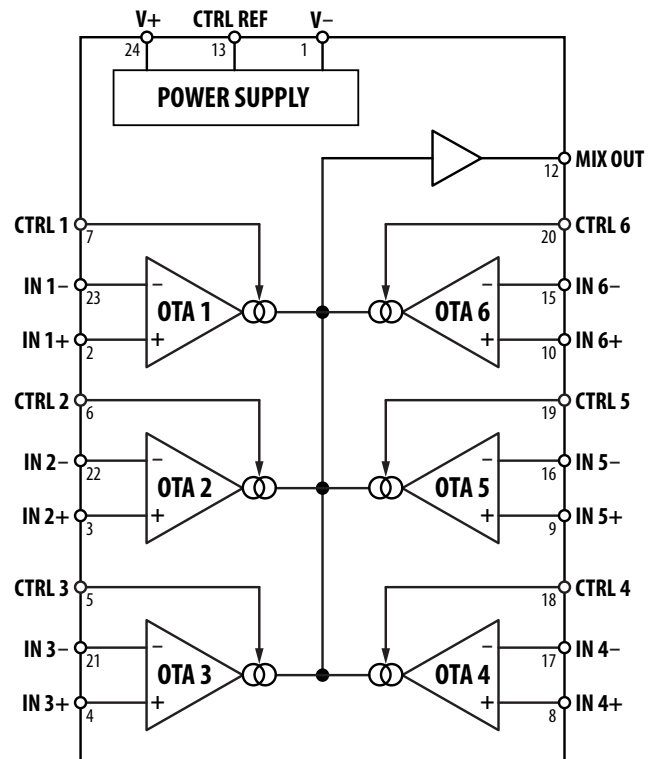 V+ CTRL REF V–
24 13 1
POWER SUPPLY
12 MIX OUT
CTRL 1 7 20 CTRL 6
IN 1– 23 – OTA 1 – 15 IN 6–
IN 1+ 2 + OTA 6 + 10 IN 6+
CTRL 2 6 19 CTRL 5
IN 2– 22 – OTA 2 – 16 IN 5–
IN 2+ 3 + OTA 5 + 9 IN 5+
CTRL 3 5 18 CTRL 4
IN 3– 21 – OTA 3 – 17 IN 4–
IN 3+ 4 + OTA 4 + 8 IN 4+